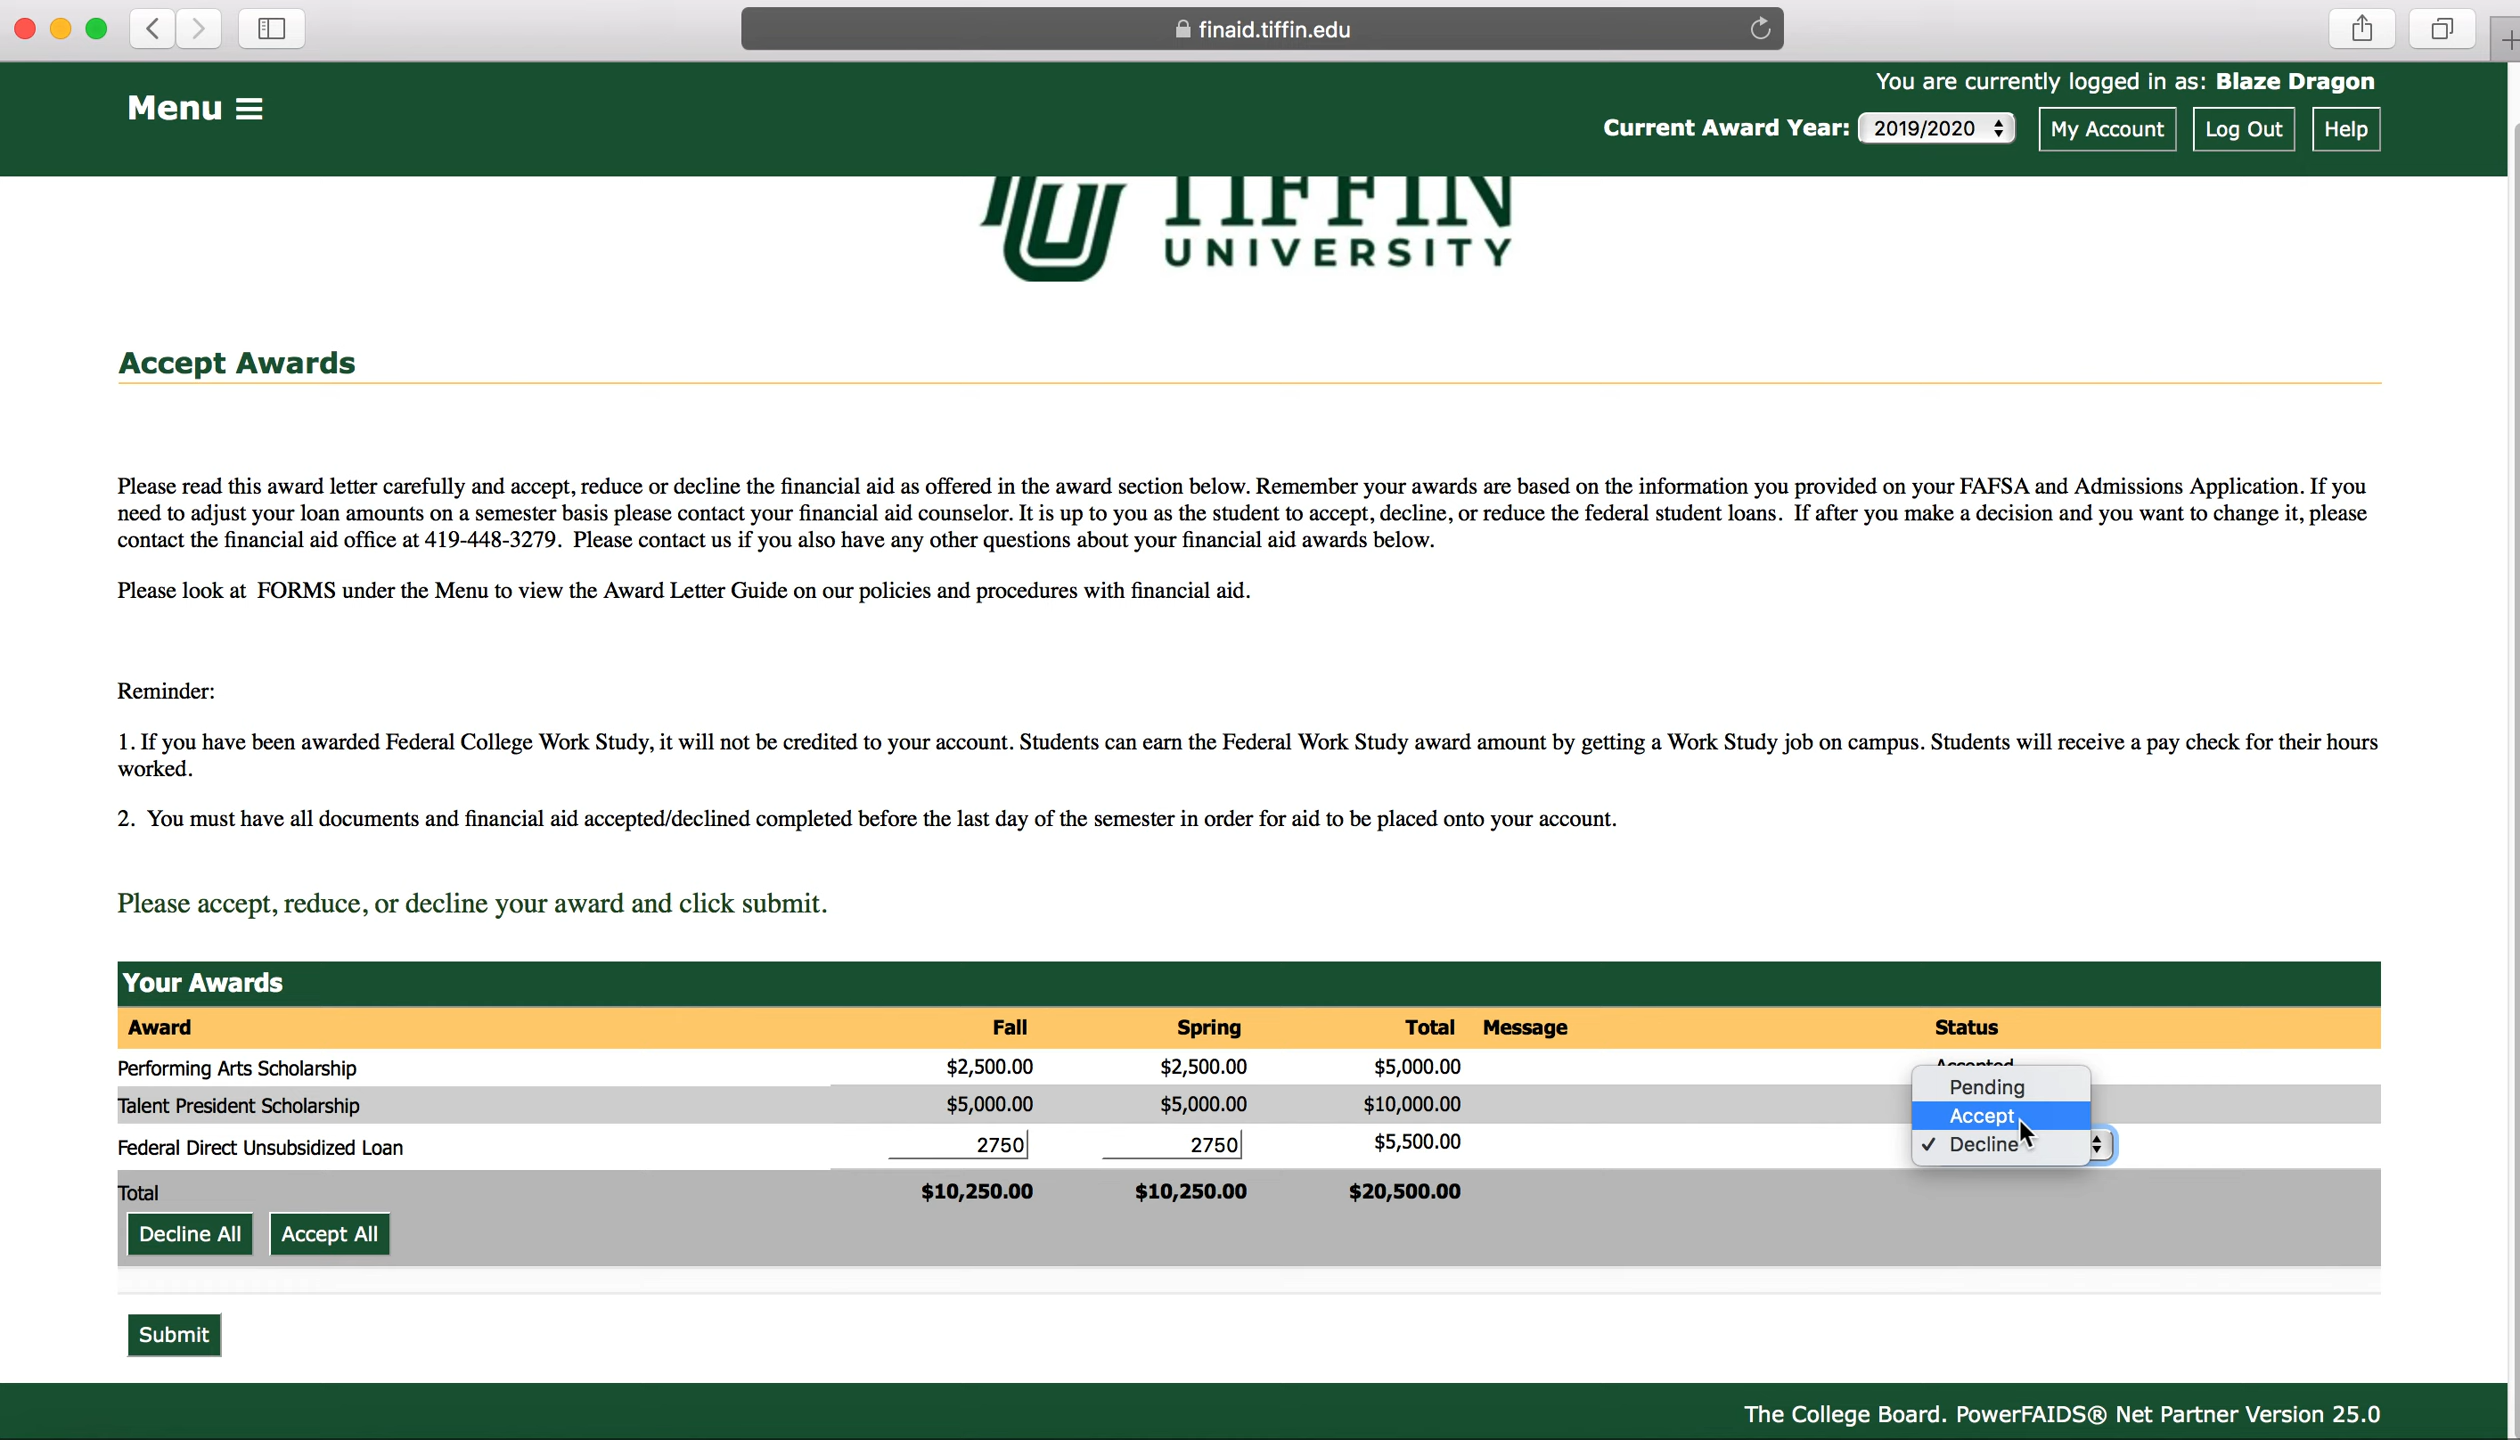 finaid.tiffin.edu
You are currently logged in as: Blaze Dragon
Menu
Current Award Year: 2019/2020 My Account Log Out Help
TU TIFFIN
UNIVERSITY
Accept Awards
Please read this award letter carefully and accept, reduce or decline the financial aid as offered in the award section below. Remember your awards are based on the information you provided on your FAFSA and Admissions Application. If you
need to adjust your loan amounts on a semester basis please contact your financial aid counselor. It is up to you as the student to accept, decline, or reduce the federal student loans. If after you make a decision and you want to change it, please
contact the financial aid office at 419-448-3279. Please contact us if you also have any other questions about your financial aid awards below.
Please look at FORMS under the Menu to view the Award Letter Guide on our policies and procedures with financial aid.
Reminder:
1. If you have been awarded Federal College Work Study, it will not be credited to your account. Students can earn the Federal Work Study award amount by getting a Work Study job on campus. Students will receive a pay check for their hours
worked.
2. You must have all documents and financial aid accepted/declined completed before the last day of the semester in order for aid to be placed onto your account.
Please accept, reduce, or decline your award and click submit.
Your Awards
Award Fall Spring Total Message Status
Performing Arts Scholarship $2,500.00 $2,500.00 $5,000.00 Accepted
Pending
Talent President Scholarship $5,000.00 $5,000.00 $10,000.00 Accept
Federal Direct Unsubsidized Loan 2750 2750 $5,500.00 ✓ Decline
Total $10,250.00 $10,250.00 $20,500.00
Decline All Accept All
Submit
The College Board. PowerFAIDS® Net Partner Version 25.0